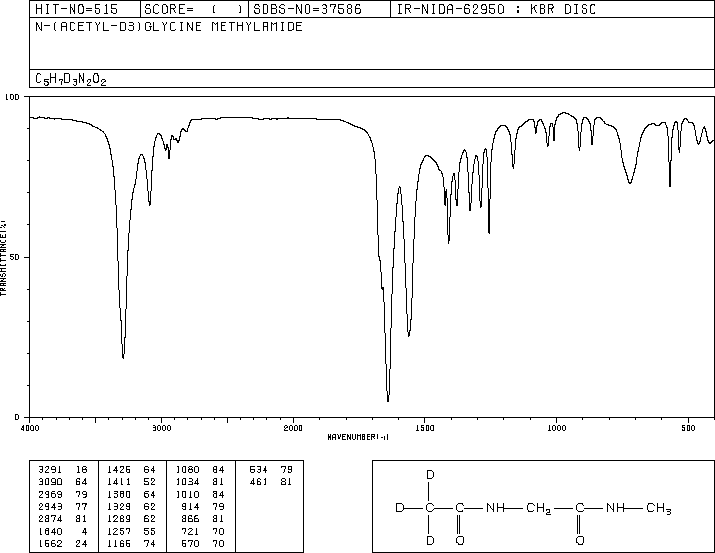 HIT-NO=515 SCORE= ( ) SDBS-NO=37586 IR-NIDA-62950 : KBR DISC
N-(ACETYL-D3)GLYCINE METHYLAMIDE
C5H7D3N2O2
100
50
0
TRANSMITTANCE(%)
4000 3000 2000 1500 1000 500
WAVENUMBER(-1)
3291 16 1425 64 1080 84 534 79
3090 64 1411 52 1034 81 461 81
2969 79 1380 64 1010 84
2943 77 1329 62 914 79
2874 81 1289 62 866 81
1640 4 1257 55 721 70
1562 24 1165 74 570 70
D
D—C—C—NH—CH2—C—NH—CH3
D O O